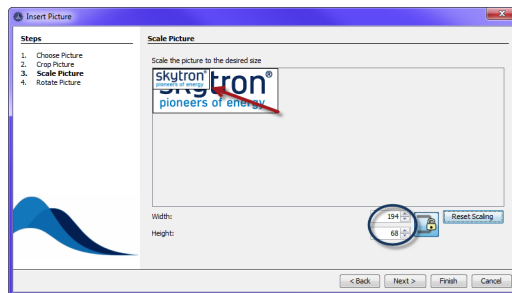 Insert Picture
Steps
1. Choose Picture
2. Crop Picture
3. Scale Picture
4. Rotate Picture
Scale Picture
Scale the picture to the desired size
skytron®
pioneers of energy
skytron®
pioneers of energy
Width: 194
Reset Scaling
Height: 68
< Back
Next >
Finish
Cancel